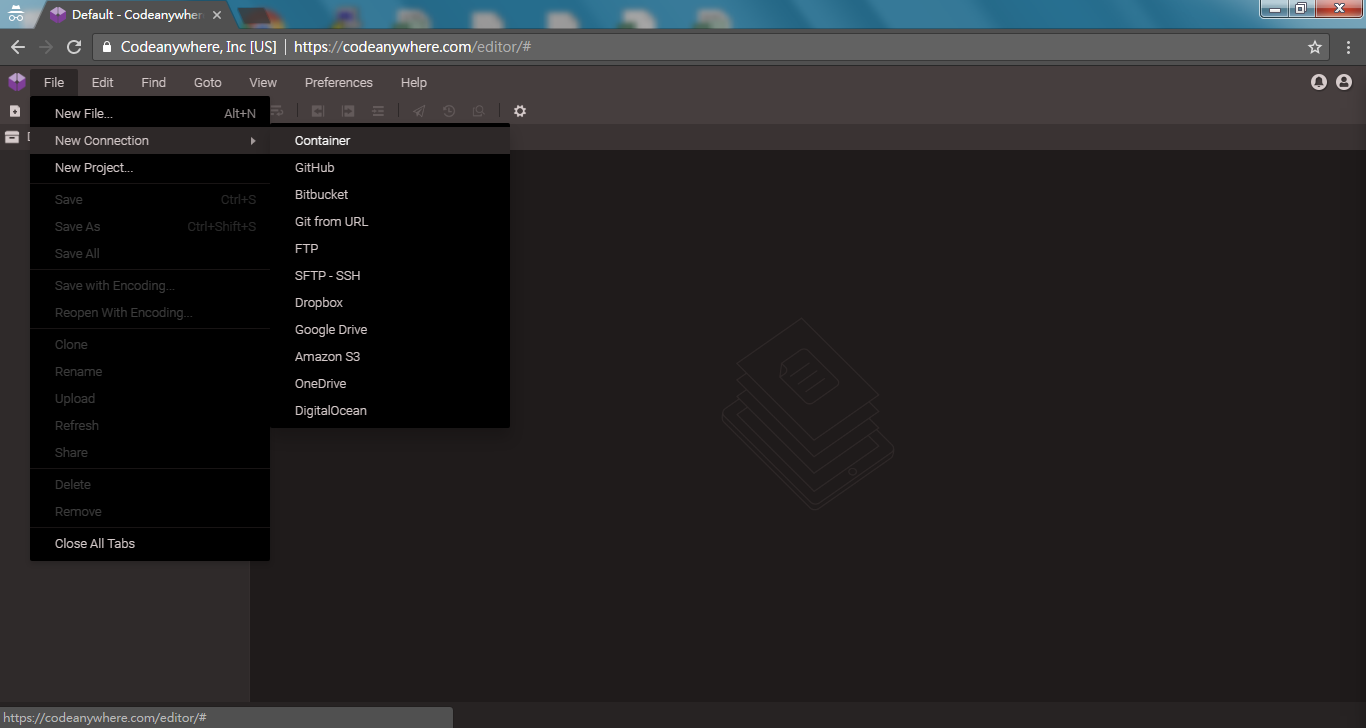 Default - Codeanywher
Codeanywhere, Inc [US] | https://codeanywhere.com/editor/#
File Edit Find Goto View Preferences Help
New File... Alt+N
New Connection
New Project...
Save Ctrl+S
Save As Ctrl+Shift+S
Save All
Save with Encoding...
Reopen With Encoding...
Clone
Rename
Upload
Refresh
Share
Delete
Remove
Close All Tabs
Container
GitHub
Bitbucket
Git from URL
FTP
SFTP - SSH
Dropbox
Google Drive
Amazon S3
OneDrive
DigitalOcean
https://codeanywhere.com/editor/#